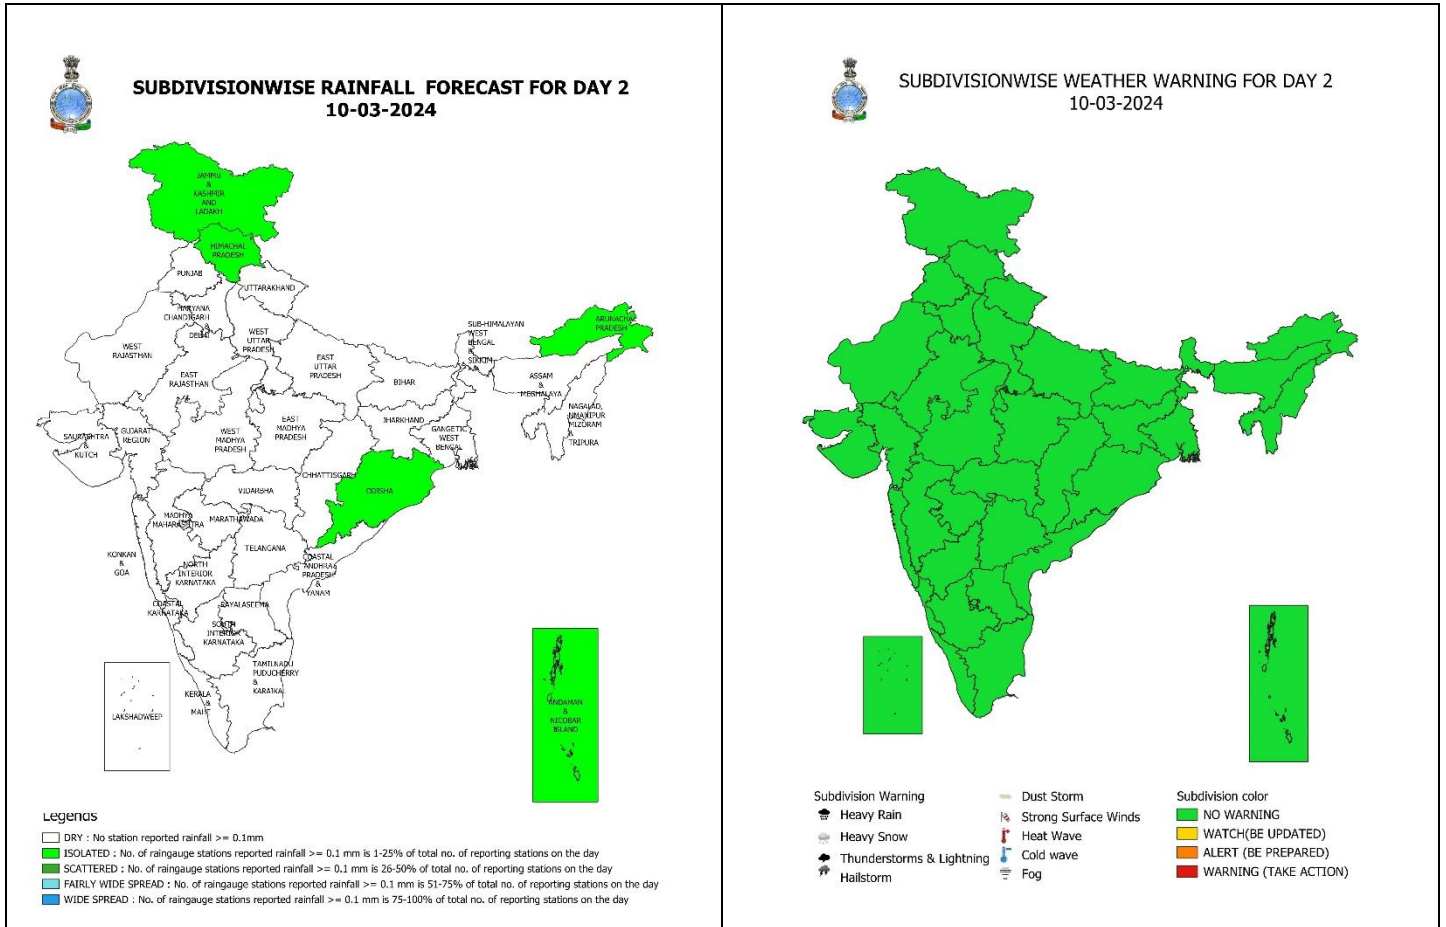 SUBDIVISIONWISE RAINFALL FORECAST FOR DAY 2
10-03-2024
JAMMU
&
KASHMIR
AND
LADAKH
HIMACHAL
PRADESH
PUNJAB
UTTARAKHAND
HARYANA
CHANDIGARH
&
DELHI
WEST
UTTAR
PRADESH
WEST
RAJASTHAN
EAST
RAJASTHAN
EAST
UTTAR
PRADESH
BIHAR
SUB-HIMALAYAN
WEST
BENGAL
&
SIKKIM
ARUNACHAL
PRADESH
ASSAM
&
MEGHALAYA
NAGALAD,
MANIPUR
MIZORAM
&
TRIPURA
SAURASHTRA
&
KUTCH
GUJARAT
REGION
WEST
MADHYA
PRADESH
EAST
MADHYA
PRADESH
JHARKHAND
GANGETIC
WEST
BENGAL
CHHATTISGARH
ODISHA
VIDARBHA
MADHYA
MAHARASHTRA
MARATHAWADA
TELANGANA
KONKAN
&
GOA
NORTH
INTERIOR
KARNATAKA
COASTAL
ANDHRA
PRADESH
&
YANAM
COASTAL
KARNATAKA
RAYALASEEMA
SOUTH
INTERIOR
KARNATAKA
TAMILNADU
PUDUCHERRY
&
KARAIKAL
KERALA
&
MAHE
LAKSHADWEEP
ANDAMAN
&
NICOBAR
ISLAND
Legends
DRY : No station reported rainfall >= 0.1mm
ISOLATED : No. of raingauge stations reported rainfall >= 0.1 mm is 1-25% of total no. of reporting stations on the day
SCATTERED : No. of raingauge stations reported rainfall >= 0.1 mm is 26-50% of total no. of reporting stations on the day
FAIRLY WIDE SPREAD : No. of raingauge stations reported rainfall >= 0.1 mm is 51-75% of total no. of reporting stations on the day
WIDE SPREAD : No. of raingauge stations reported rainfall >= 0.1 mm is 75-100% of total no. of reporting stations on the day
SUBDIVISIONWISE WEATHER WARNING FOR DAY 2
10-03-2024
Subdivision Warning
Heavy Rain
Heavy Snow
Thunderstorms & Lightning
Hailstorm
Dust Storm
Strong Surface Winds
Heat Wave
Cold wave
Fog
Subdivision color
NO WARNING
WATCH(BE UPDATED)
ALERT (BE PREPARED)
WARNING (TAKE ACTION)